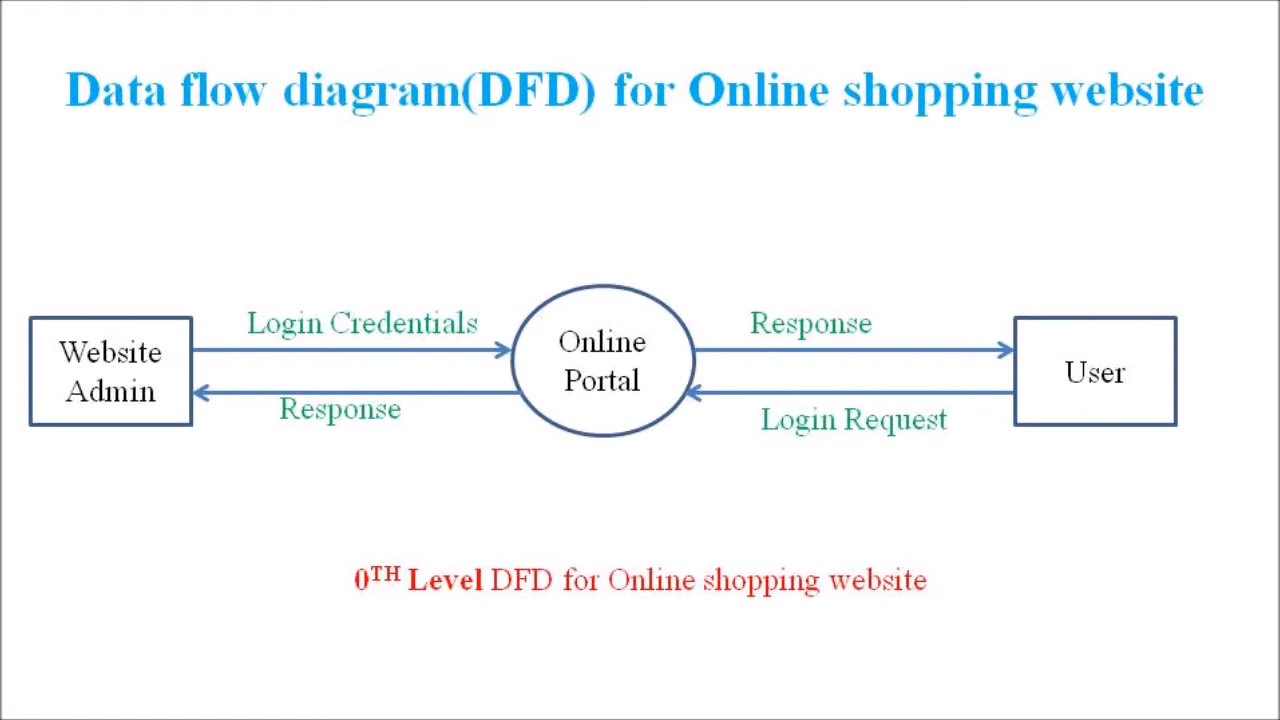 Data flow diagram(DFD) for Online shopping website
Login Credentials
Response
Website
Admin
Online
Portal
User
Response
Login Request
0TH Level DFD for Online shopping website